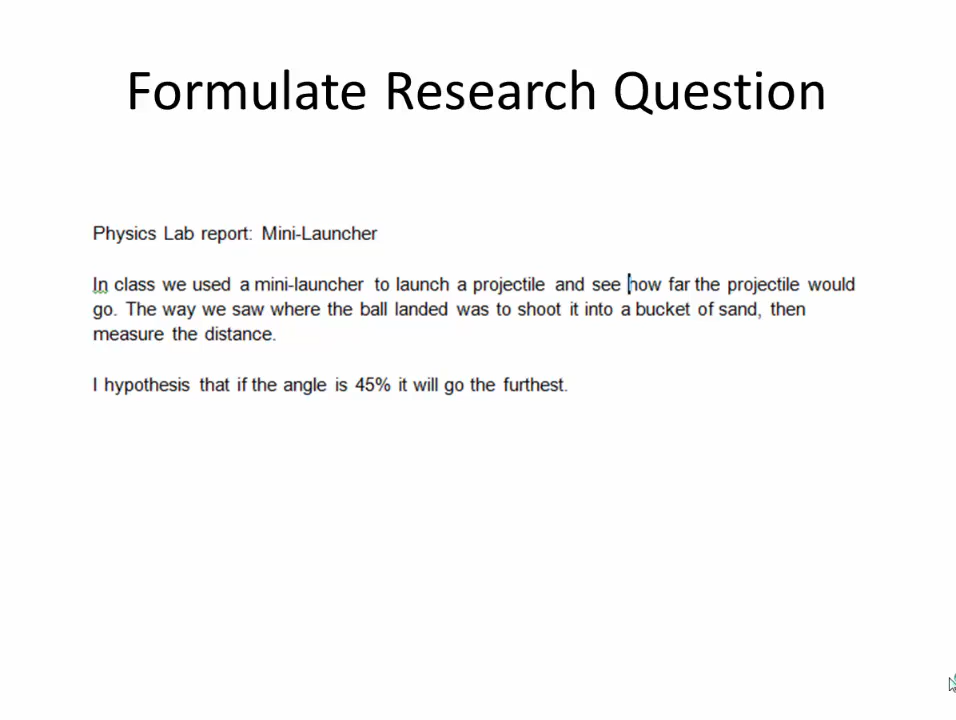 Formulate Research Question
Physics Lab report: Mini-Launcher
In class we used a mini-launcher to launch a projectile and see how far the projectile would
go. The way we saw where the ball landed was to shoot it into a bucket of sand, then
measure the distance.
I hypothesis that if the angle is 45% it will go the furthest.